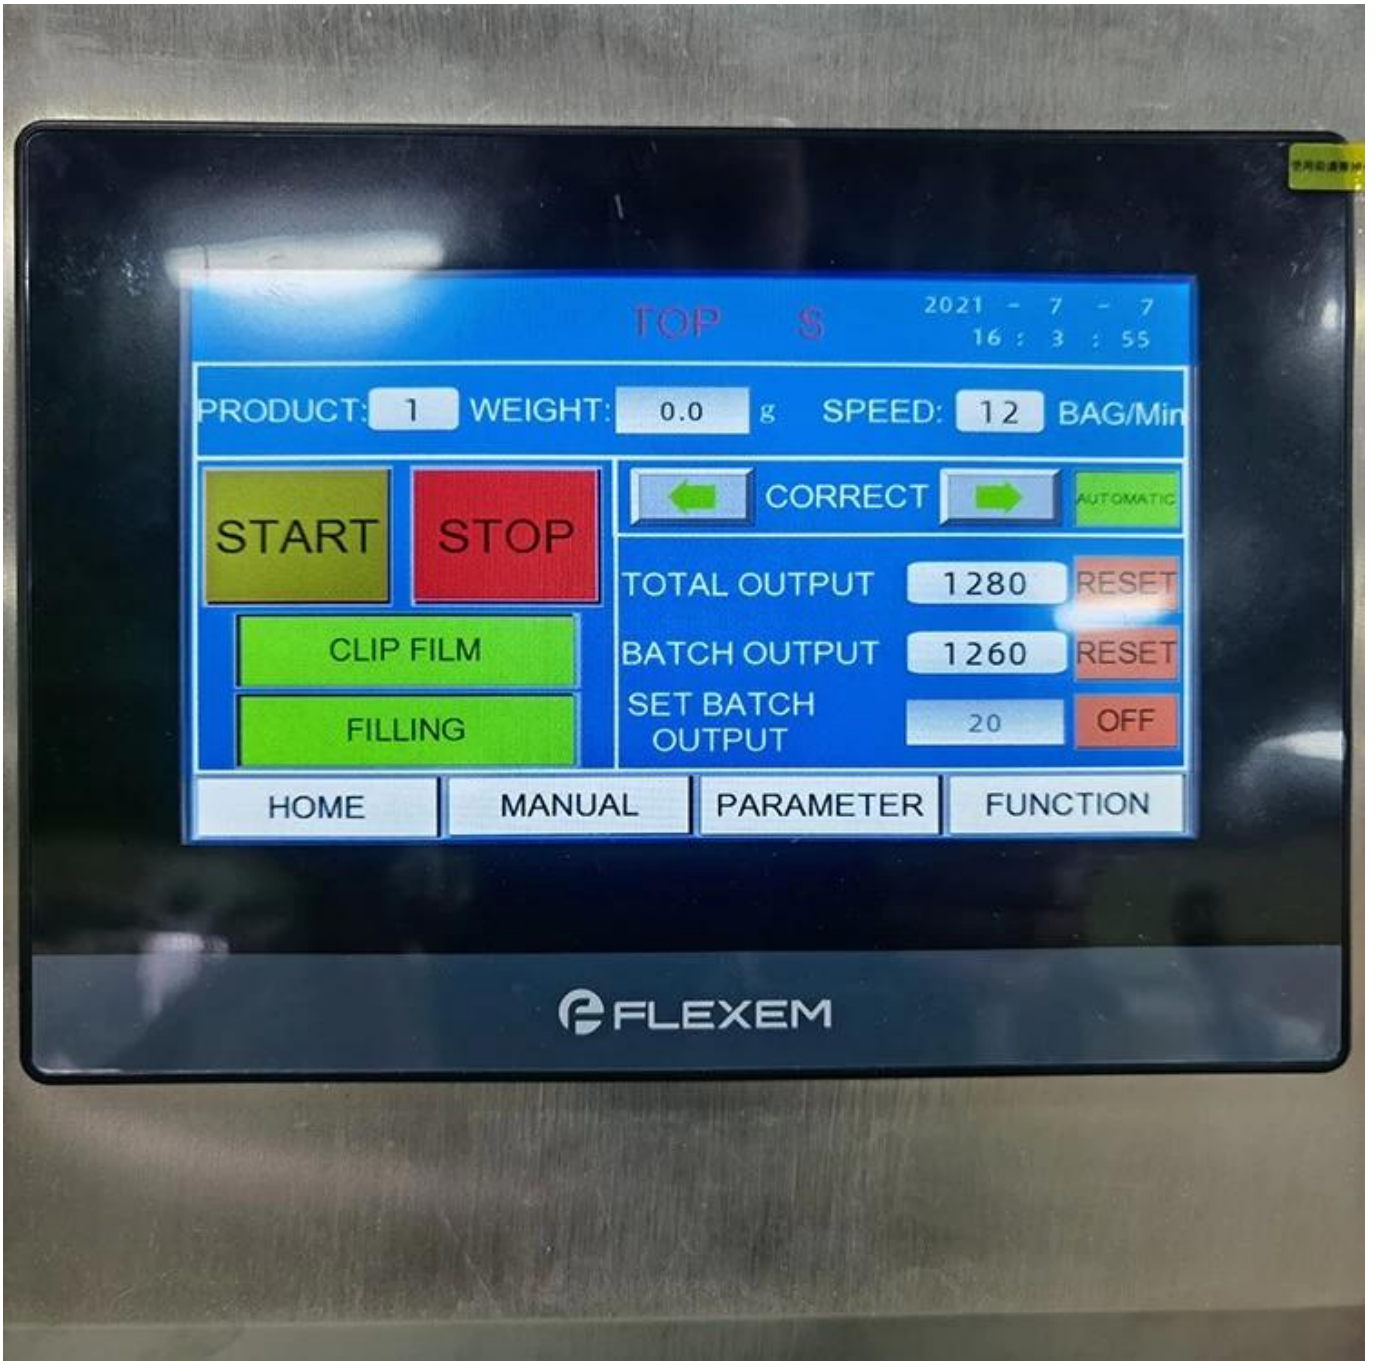 TOP S
2021 - 7 - 7
16 : 3 : 55
PRODUCT: 1 WEIGHT: 0.0 g SPEED: 12 BAG/Min
START STOP
CORRECT AUTOMATIC
TOTAL OUTPUT 1280 RESET
CLIP FILM
BATCH OUTPUT 1260 RESET
FILLING
SET BATCH
OUTPUT 20 OFF
HOME MANUAL PARAMETER FUNCTION
FLEXEM